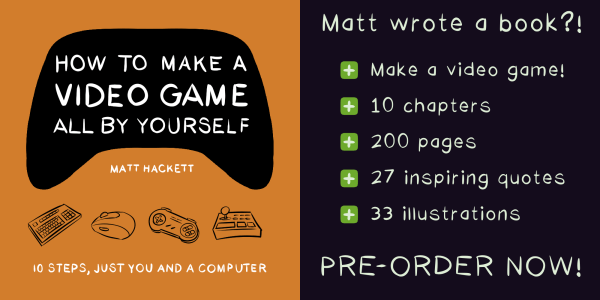 HOW TO MAKE A
VIDEO GAME
ALL BY YOURSELF
MATT HACKETT
10 STEPS, JUST YOU AND A COMPUTER
Matt wrote a book?!
Make a video game!
10 chapters
200 pages
27 inspiring quotes
33 illustrations
PRE-ORDER NOW!